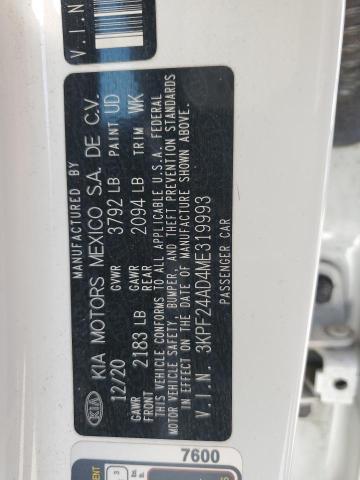 V.I.N
MANUFACTURED BY
KIA KIA MOTORS MEXICO S.A. DE C.V.
12/20 GVWR 3792 LB PAINT UD
GAWR FRONT 2183 LB GAWR REAR 2094 LB TRIM WK
THIS VEHICLE CONFORMS TO ALL APPLICABLE U.S.A. FEDERAL
MOTOR VEHICLE SAFETY, BUMPER, AND THEFT PREVENTION STANDARDS
IN EFFECT ON THE DATE OF MANUFACTURE SHOWN ABOVE.
V.I.N. 3KPF24AD4ME319993
PASSENGER CAR
7600